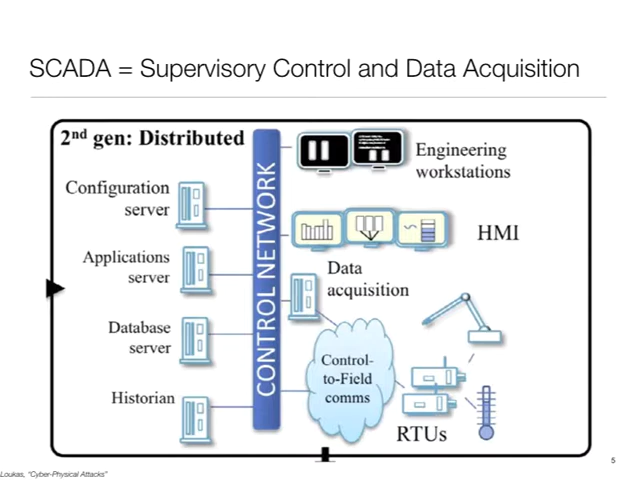 SCADA = Supervisory Control and Data Acquisition
2nd gen: Distributed
Configuration
server
Applications
server
Database
server
Historian
CONTROL NETWORK
Engineering
workstations
HMI
Data
acquisition
Control-
to-Field
comms
RTUs
5
Loukas, "Cyber-Physical Attacks"